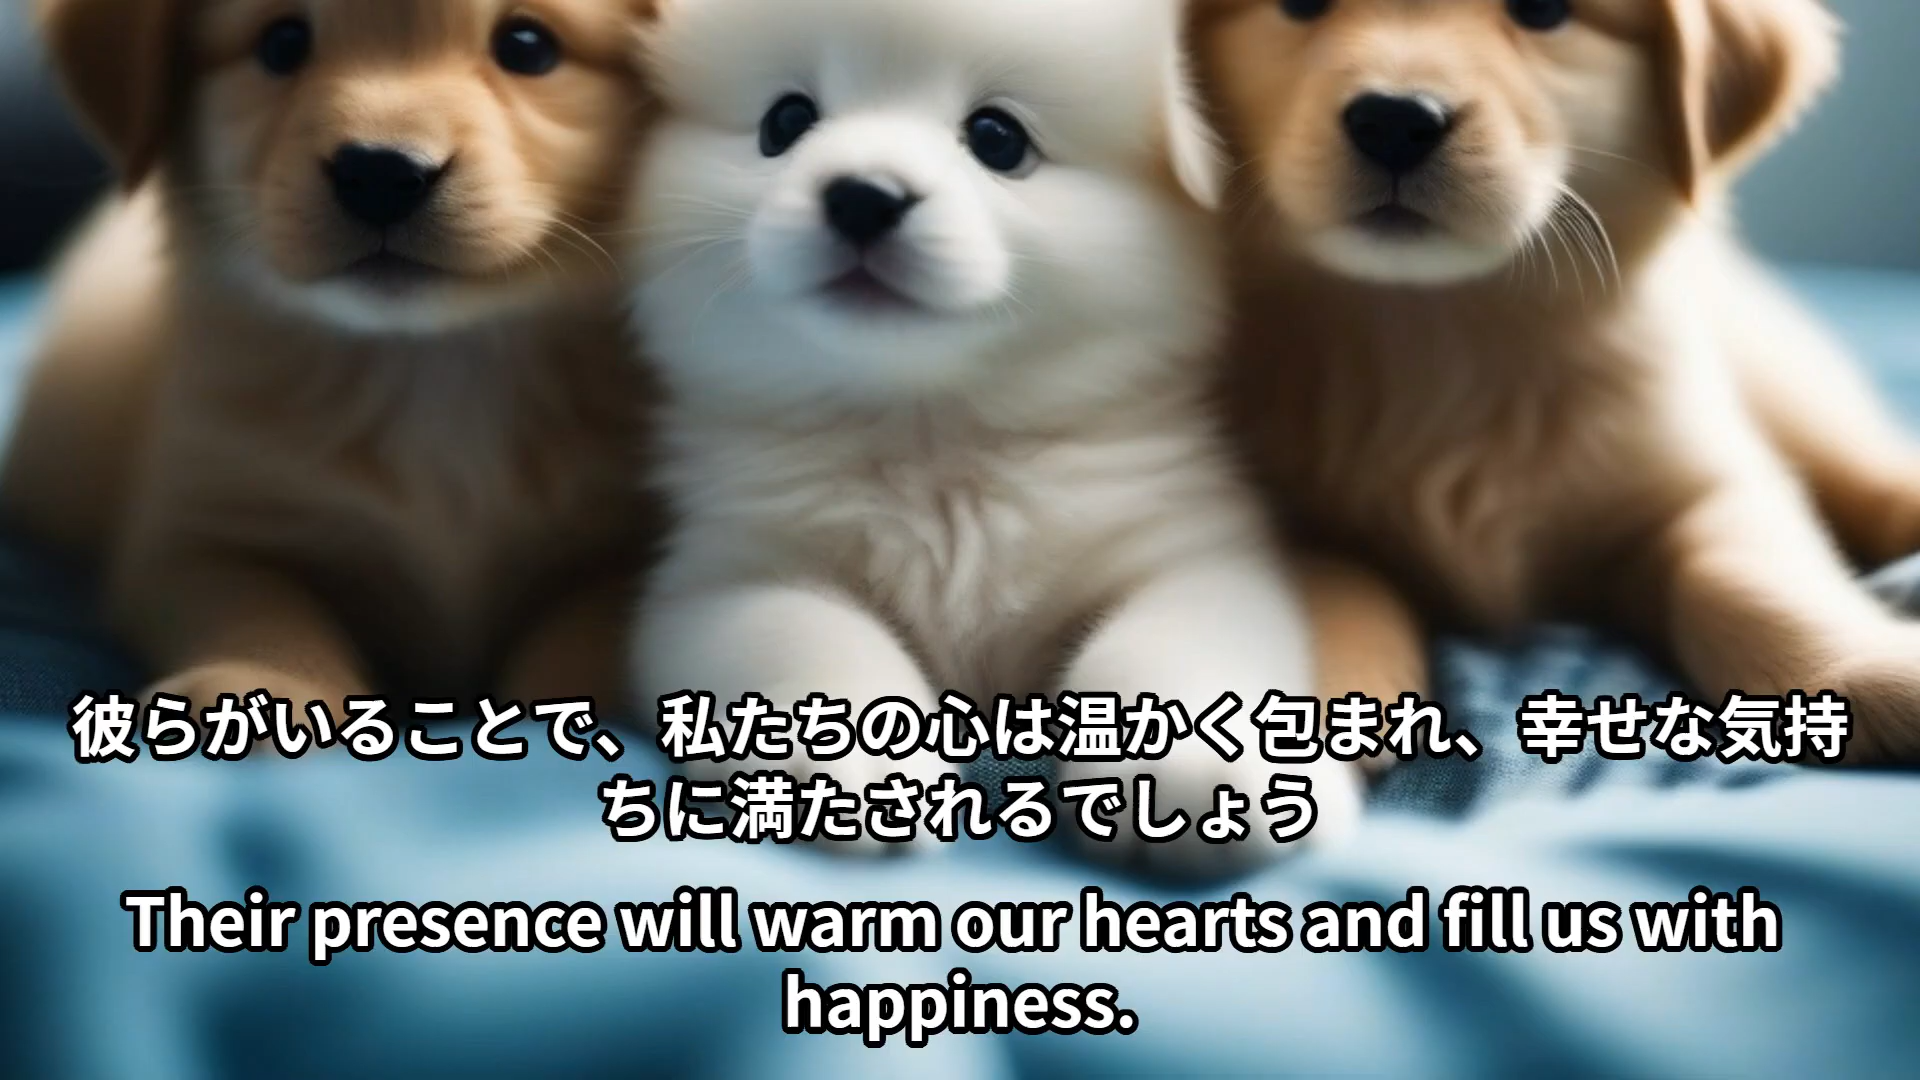 彼らがいることで、私たちの心は温かく包まれ、幸せな気持
ちに満たされるでしょう
Their presence will warm our hearts and fill us with
happiness.